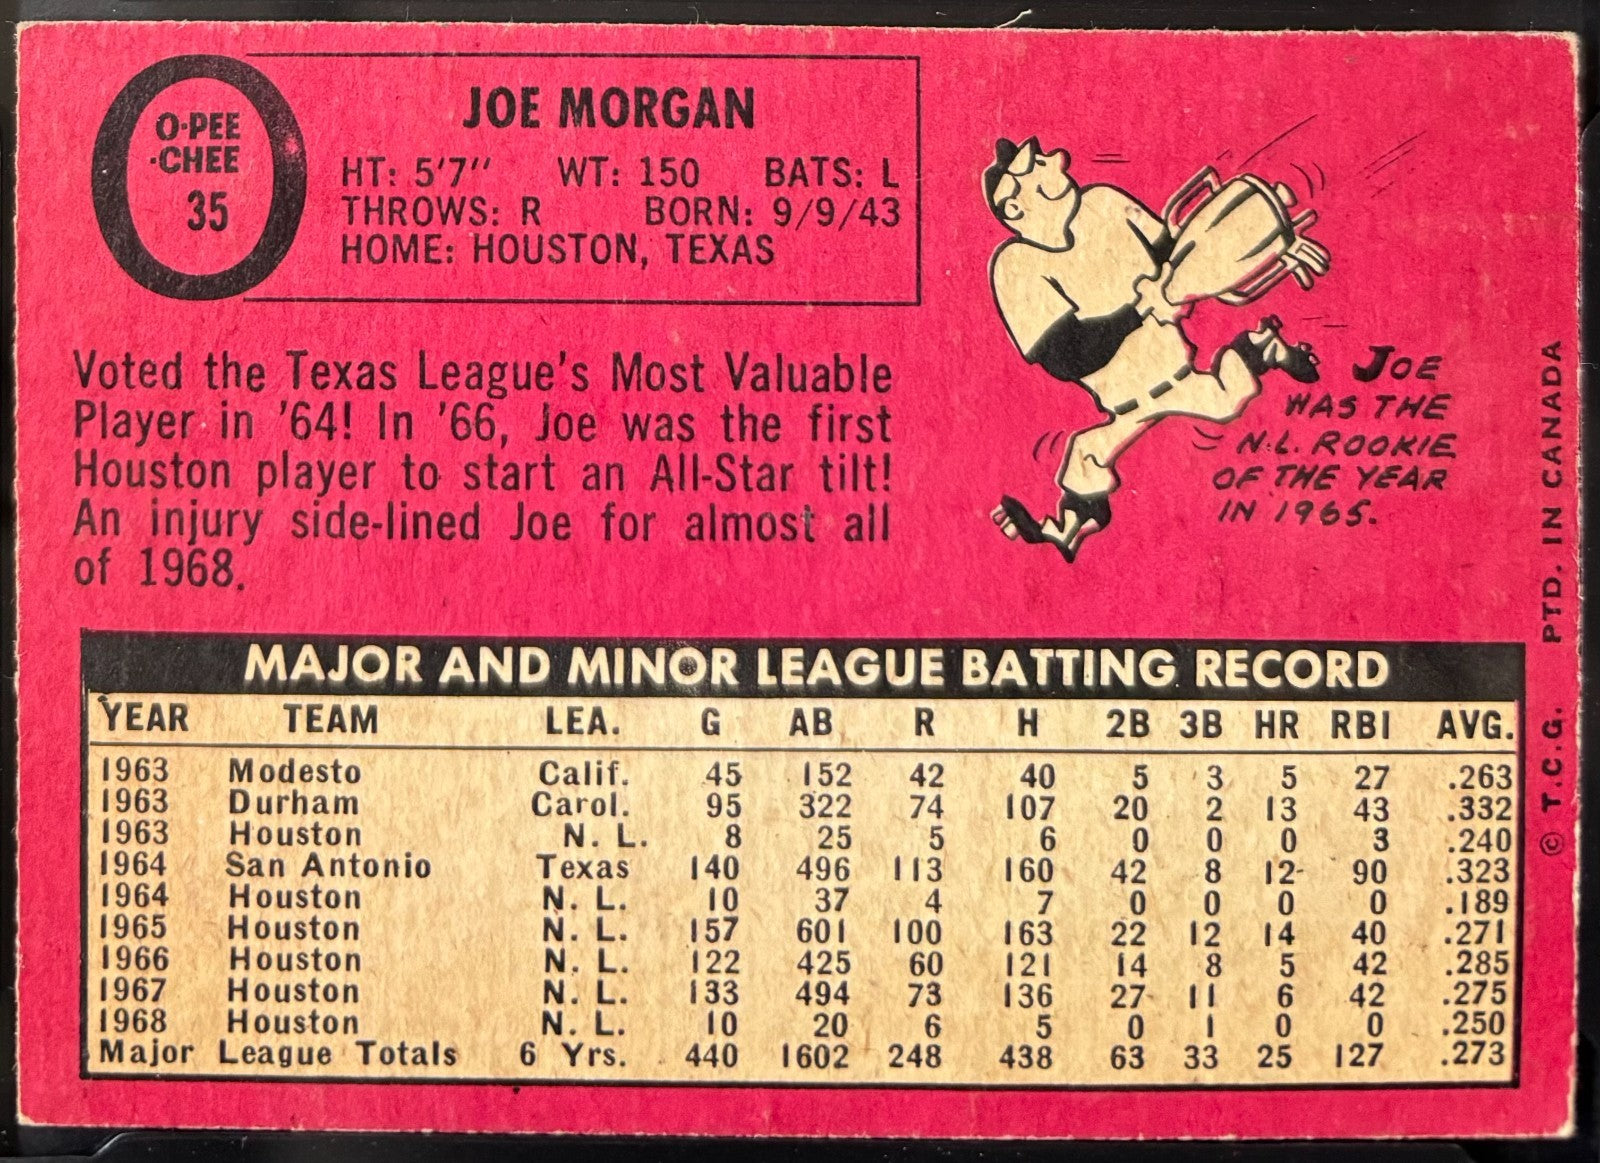 O-PEE
-CHEE
35
JOE MORGAN
HT: 5'7" WT: 150 BATS: L
THROWS: R BORN: 9/9/43
HOME: HOUSTON, TEXAS
Voted the Texas League's Most Valuable
Player in '64! In '66, Joe was the first
Houston player to start an All-Star tilt!
An injury side-lined Joe for almost all
of 1968.
JOE
WAS THE
N.L. ROOKIE
OF THE YEAR
IN 1965.
MAJOR AND MINOR LEAGUE BATTING RECORD
YEAR TEAM LEA. G AB R H 2B 3B HR RBI AVG.
1963 Modesto Calif. 45 152 42 40 5 3 5 27 .263
1963 Durham Carol. 95 322 74 107 20 2 13 43 .332
1963 Houston N. L. 8 25 5 6 0 0 0 3 .240
1964 San Antonio Texas 140 496 113 160 42 8 12 90 .323
1964 Houston N. L. 10 37 4 7 0 0 0 0 .189
1965 Houston N. L. 157 601 100 163 22 12 14 40 .271
1966 Houston N. L. 122 425 60 121 14 8 5 42 .285
1967 Houston N. L. 133 494 73 136 27 11 6 42 .275
1968 Houston N. L. 10 20 6 5 0 1 0 0 .250
Major League Totals 6 Yrs. 440 1602 248 438 63 33 25 127 .273
© T.C.G. PTD. IN CANADA